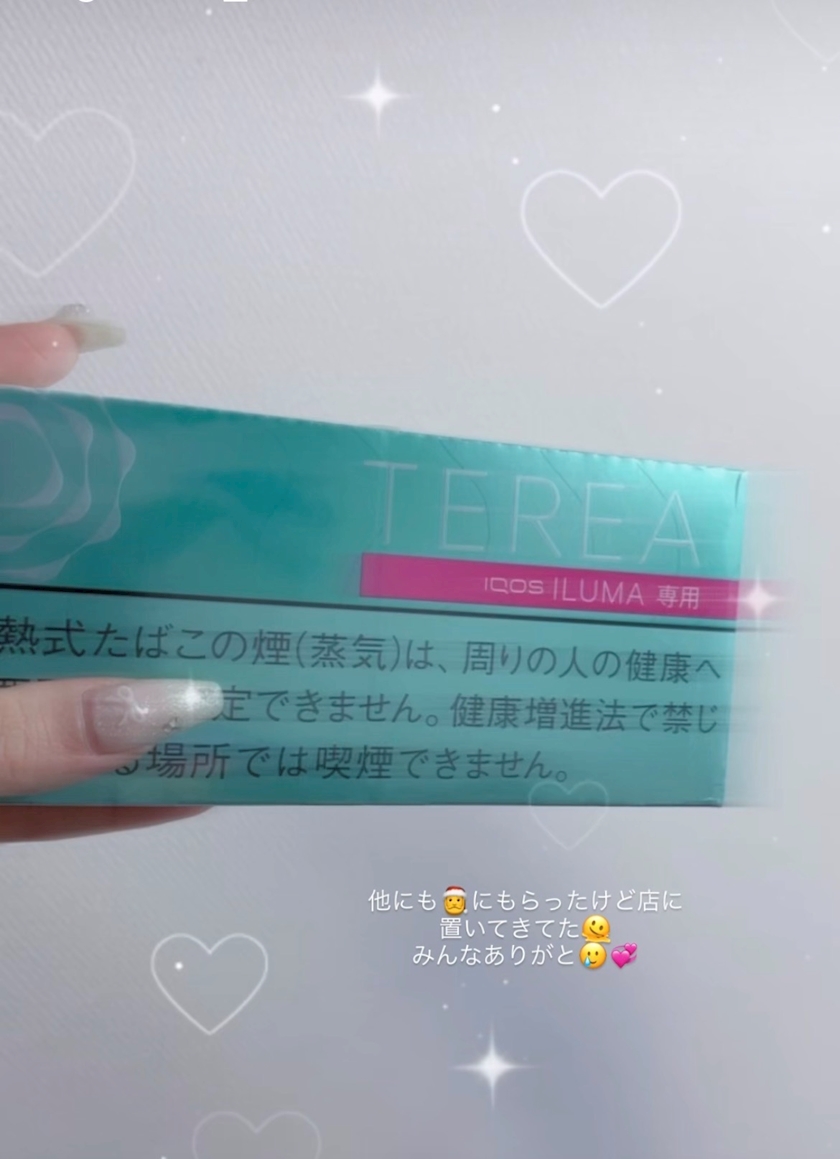 TEREA
IQOS ILUMA 専用
熱式たばこの煙(蒸気)は、周りの人の健康へ
定できません。健康増進法で禁じ
る場所では喫煙できません。
他にも🎅にもらったけど店に
置いてきてた🫠
みんなありがと🥲💞